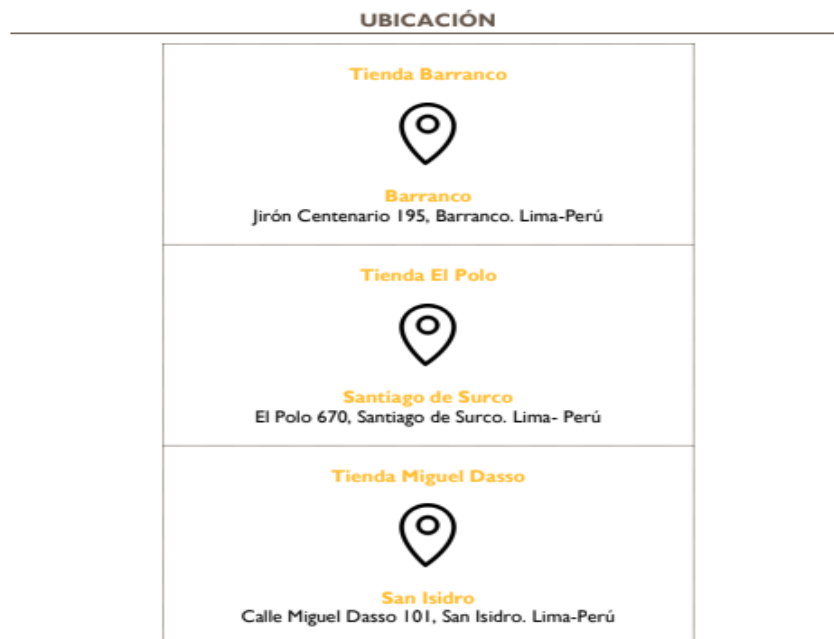 UBICACIÓN
Tienda Barranco
Barranco
Jirón Centenario 195, Barranco. Lima-Perú
Tienda El Polo
Santiago de Surco
El Polo 670, Santiago de Surco. Lima- Perú
Tienda Miguel Dasso
San Isidro
Calle Miguel Dasso 101, San Isidro. Lima-Perú